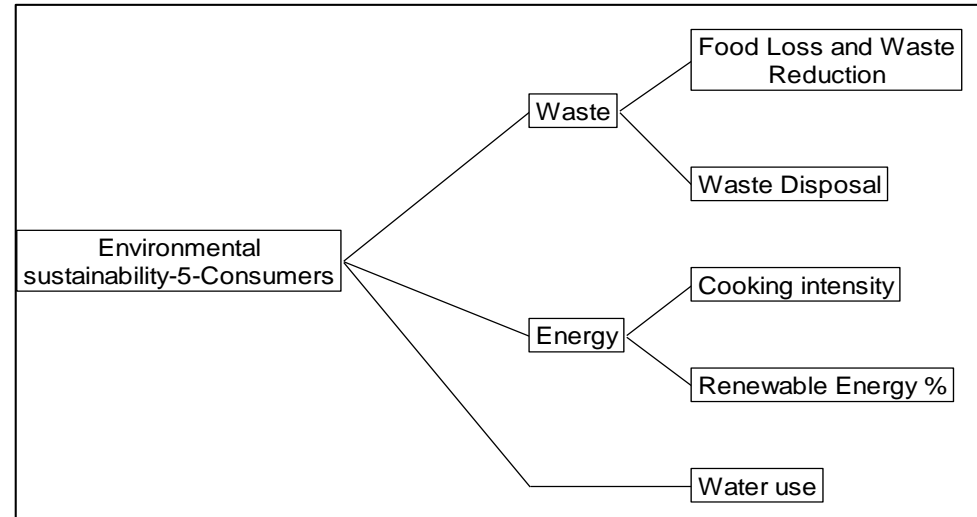 Food Loss and Waste
Reduction
Waste
Waste Disposal
Environmental
sustainability-5-Consumers
Cooking intensity
Energy
Renewable Energy %
Water use